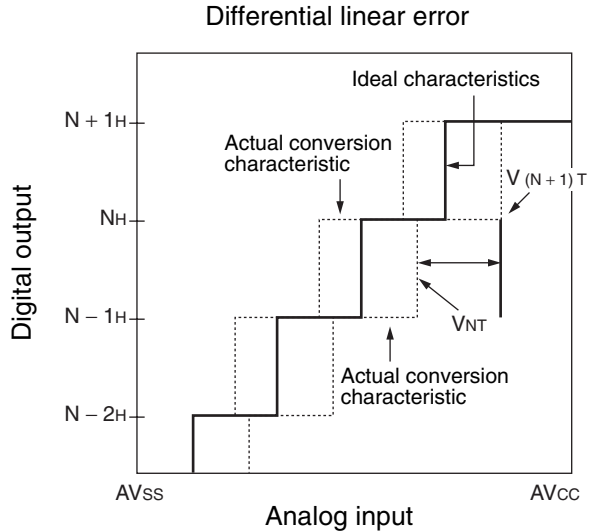 Differential linear error
Ideal characteristics
N + 1H
Actual conversion
characteristic
V (N + 1) T
NH
Digital output
N − 1H
VNT
Actual conversion
characteristic
N − 2H
AVSS
AVCC
Analog input